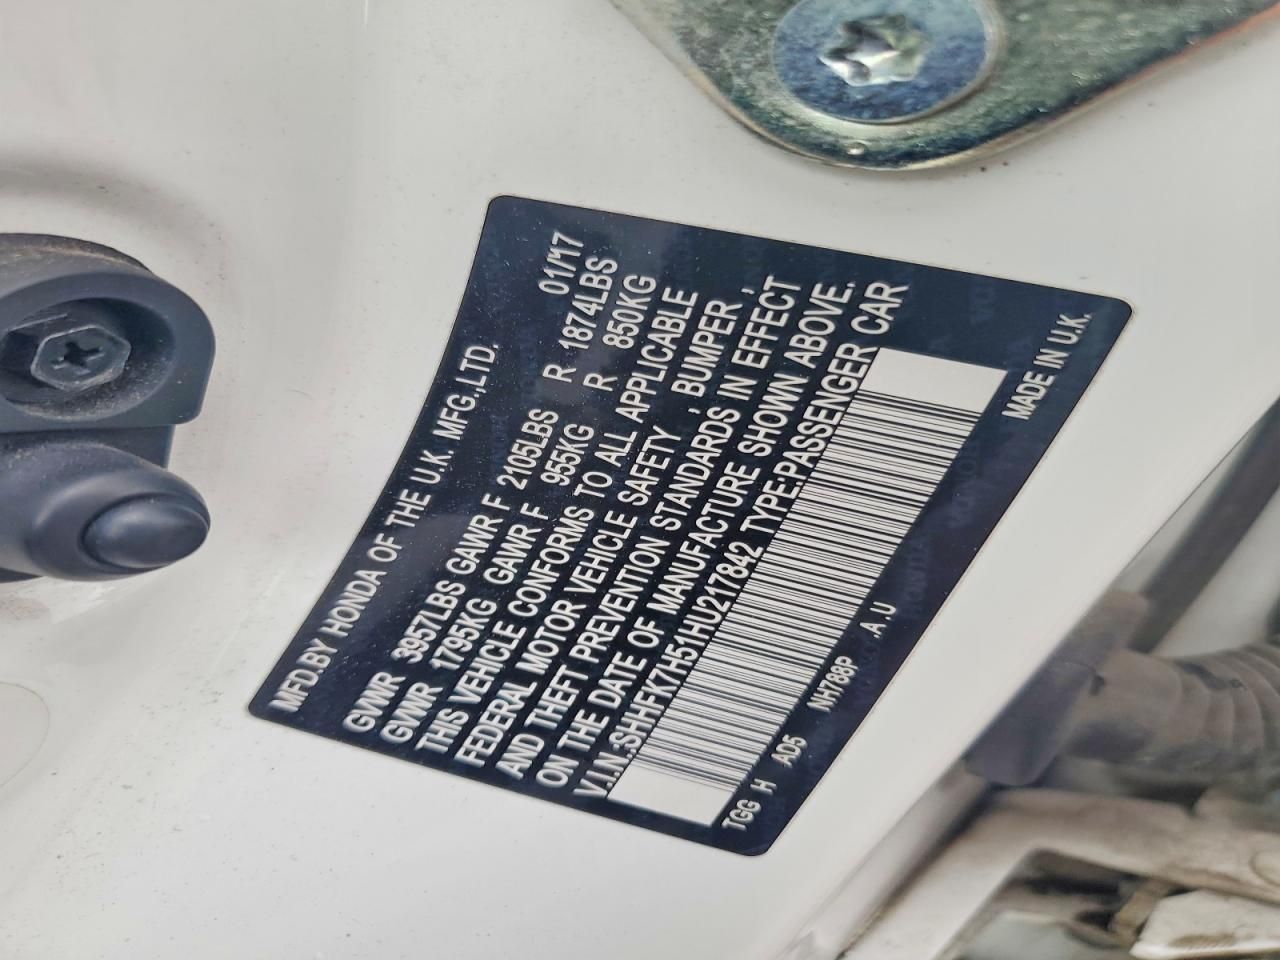 MFD.BY HONDA OF THE U.K. MFG.,LTD.
01/17
GVWR 3957LBS GAWR F 2105LBS R 1874LBS
GVWR 1795KG GAWR F 955KG R 850KG
THIS VEHICLE CONFORMS TO ALL APPLICABLE
FEDERAL MOTOR VEHICLE SAFETY , BUMPER ,
AND THEFT PREVENTION STANDARDS IN EFFECT
ON THE DATE OF MANUFACTURE SHOWN ABOVE.
V.I.N.:SHHFK7H51HU217842 TYPE:PASSENGER CAR
TGG H AD5 NH788P .A.U MADE IN U.K.